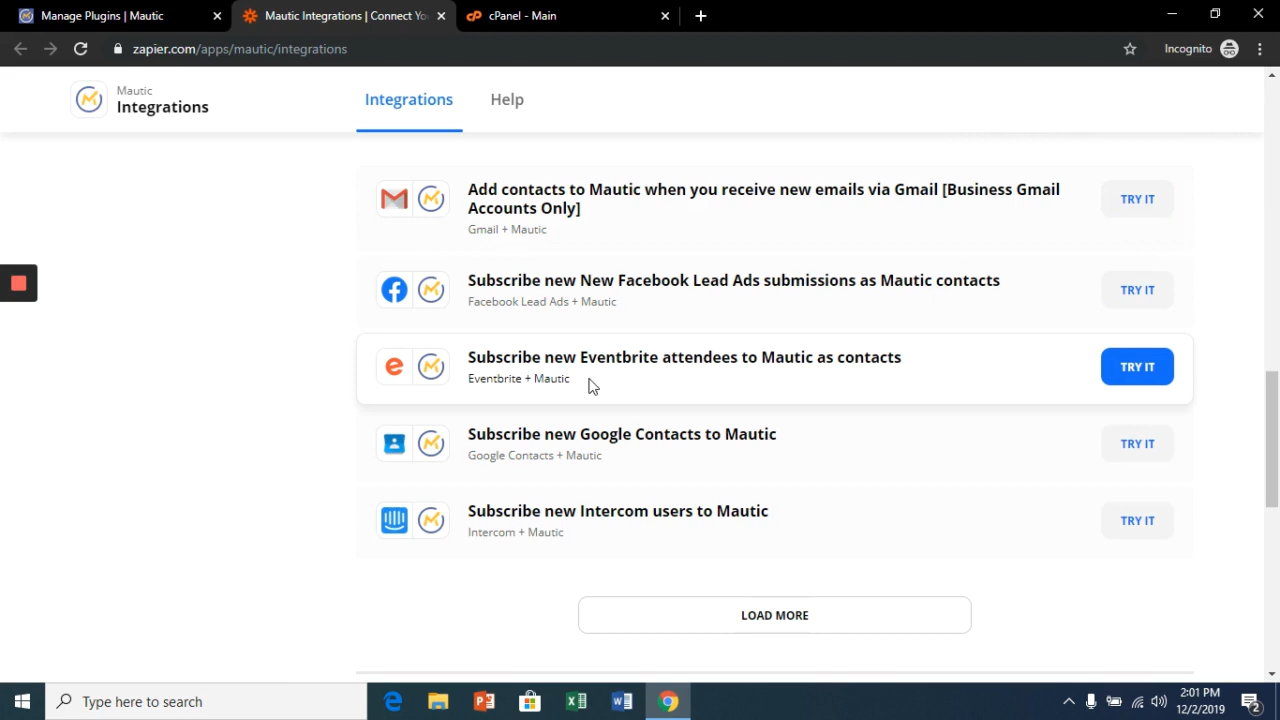 Manage Plugins | Mautic
Mautic Integrations | Connect Yo
cPanel - Main
zapier.com/apps/mautic/integrations
Incognito
Mautic
Integrations
Integrations
Help
Add contacts to Mautic when you receive new emails via Gmail [Business Gmail
Accounts Only]
Gmail + Mautic
TRY IT
Subscribe new New Facebook Lead Ads submissions as Mautic contacts
Facebook Lead Ads + Mautic
TRY IT
Subscribe new Eventbrite attendees to Mautic as contacts
Eventbrite + Mautic
TRY IT
Subscribe new Google Contacts to Mautic
Google Contacts + Mautic
TRY IT
Subscribe new Intercom users to Mautic
Intercom + Mautic
TRY IT
LOAD MORE
Type here to search
2:01 PM
12/2/2019
2